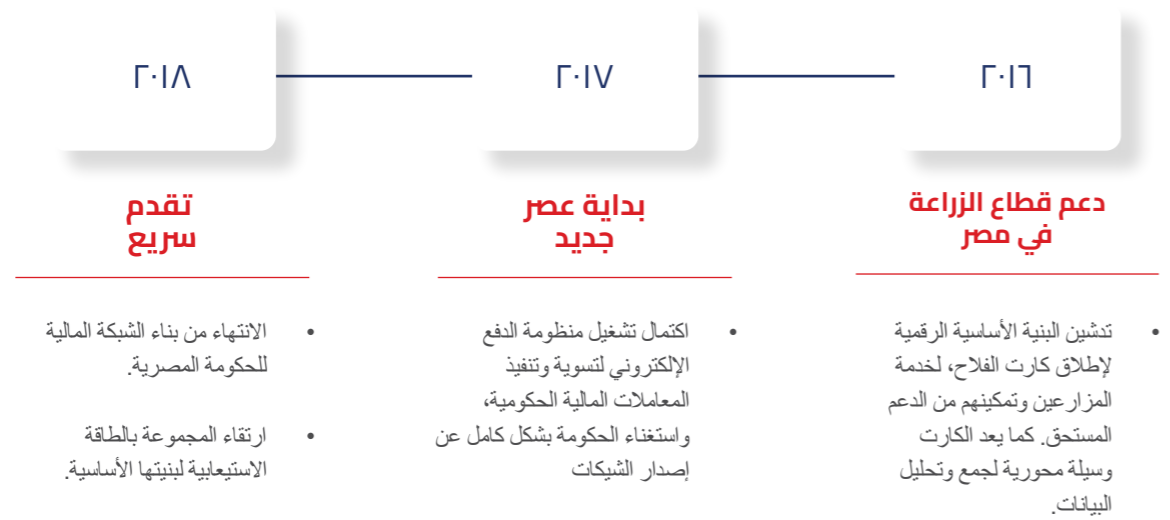 ٢٠١٦
دعم قطاع الزراعة
في مصر
• تدشين البنية الأساسية الرقمية
لإطلاق كارت الفلاح، لخدمة
المزارعين وتمكينهم من الدعم
المستحق. كما يعد الكارت
وسيلة محورية لجمع وتحليل
البيانات.
٢٠١٧
بداية عصر
جديد
• اكتمال تشغيل منظومة الدفع
الإلكتروني لتسوية وتنفيذ
المعاملات المالية الحكومية،
واستغناء الحكومة بشكل كامل عن
إصدار الشيكات
٢٠١٨
تقدم
سريع
• الانتهاء من بناء الشبكة المالية
للحكومة المصرية.
• ارتقاء المجموعة بالطاقة
الاستيعابية لبنيتها الأساسية.